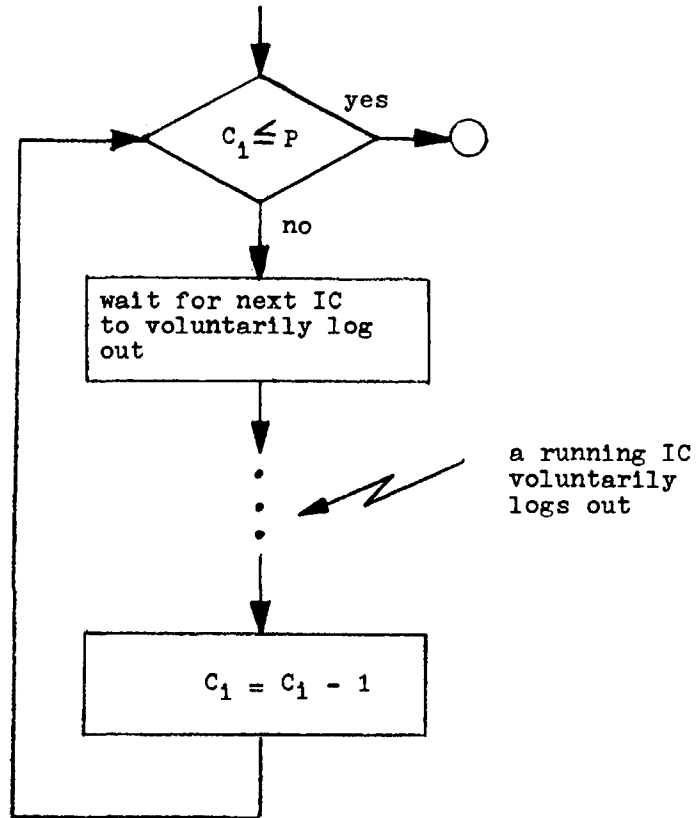 yes
C₁ ≤ P
no
wait for next IC
to voluntarily log
out
a running IC
voluntarily
logs out
C₁ = C₁ - 1